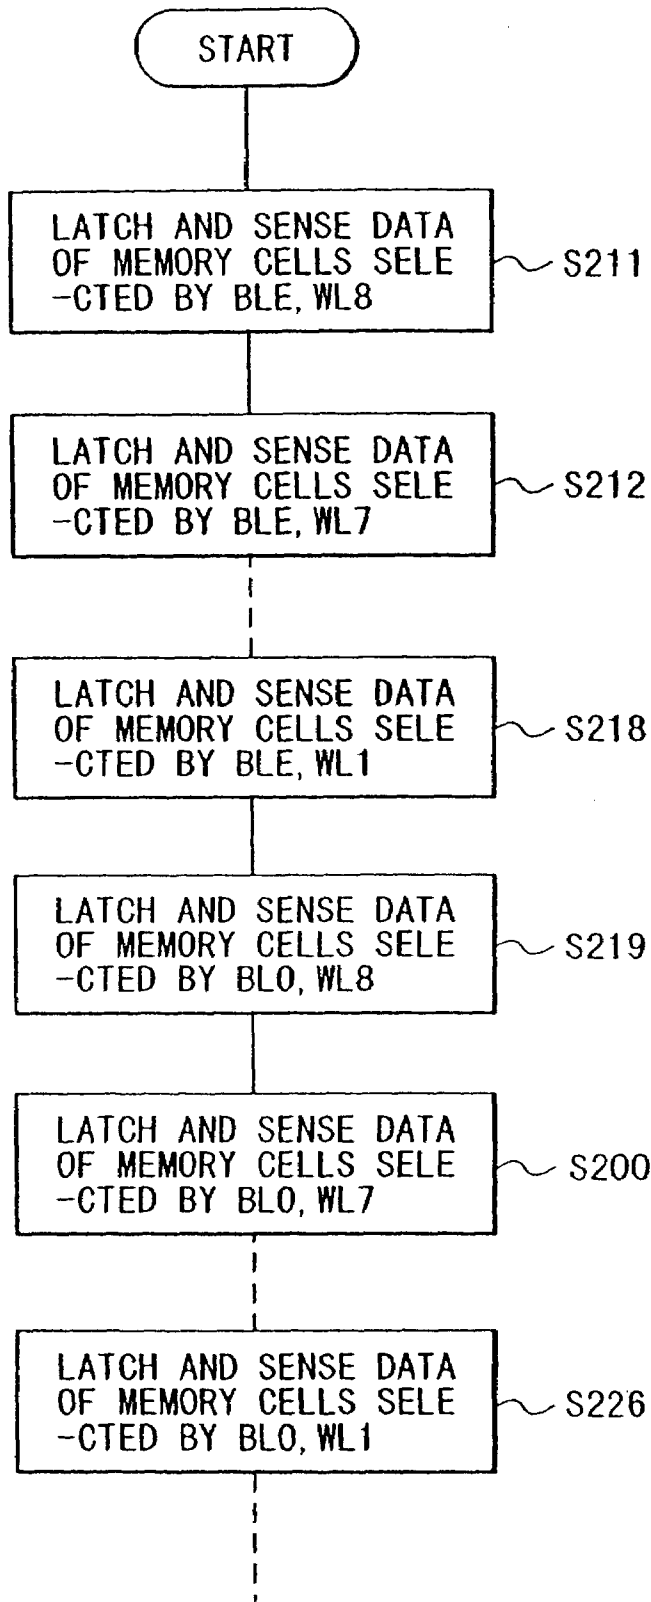 START
LATCH AND SENSE DATA
OF MEMORY CELLS SELE
-CTED BY BLE, WL8
S211
LATCH AND SENSE DATA
OF MEMORY CELLS SELE
-CTED BY BLE, WL7
S212
LATCH AND SENSE DATA
OF MEMORY CELLS SELE
-CTED BY BLE, WL1
S218
LATCH AND SENSE DATA
OF MEMORY CELLS SELE
-CTED BY BLO, WL8
S219
LATCH AND SENSE DATA
OF MEMORY CELLS SELE
-CTED BY BLO, WL7
S200
LATCH AND SENSE DATA
OF MEMORY CELLS SELE
-CTED BY BLO, WL1
S226